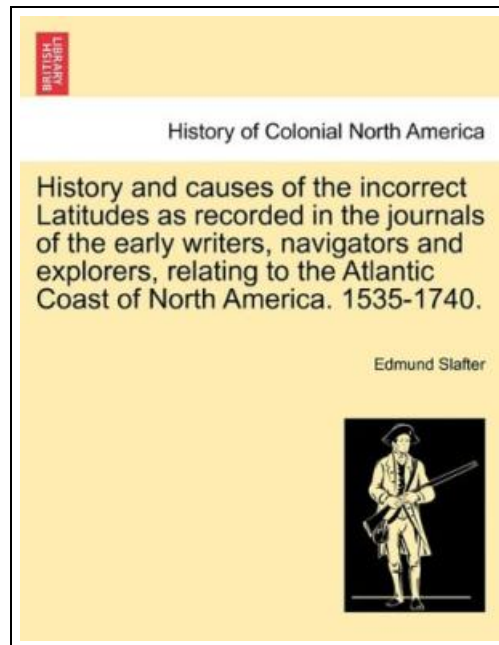 BRITISH
LIBRARY
History of Colonial North America
History and causes of the incorrect
Latitudes as recorded in the journals
of the early writers, navigators and
explorers, relating to the Atlantic
Coast of North America. 1535-1740.
Edmund Slafter